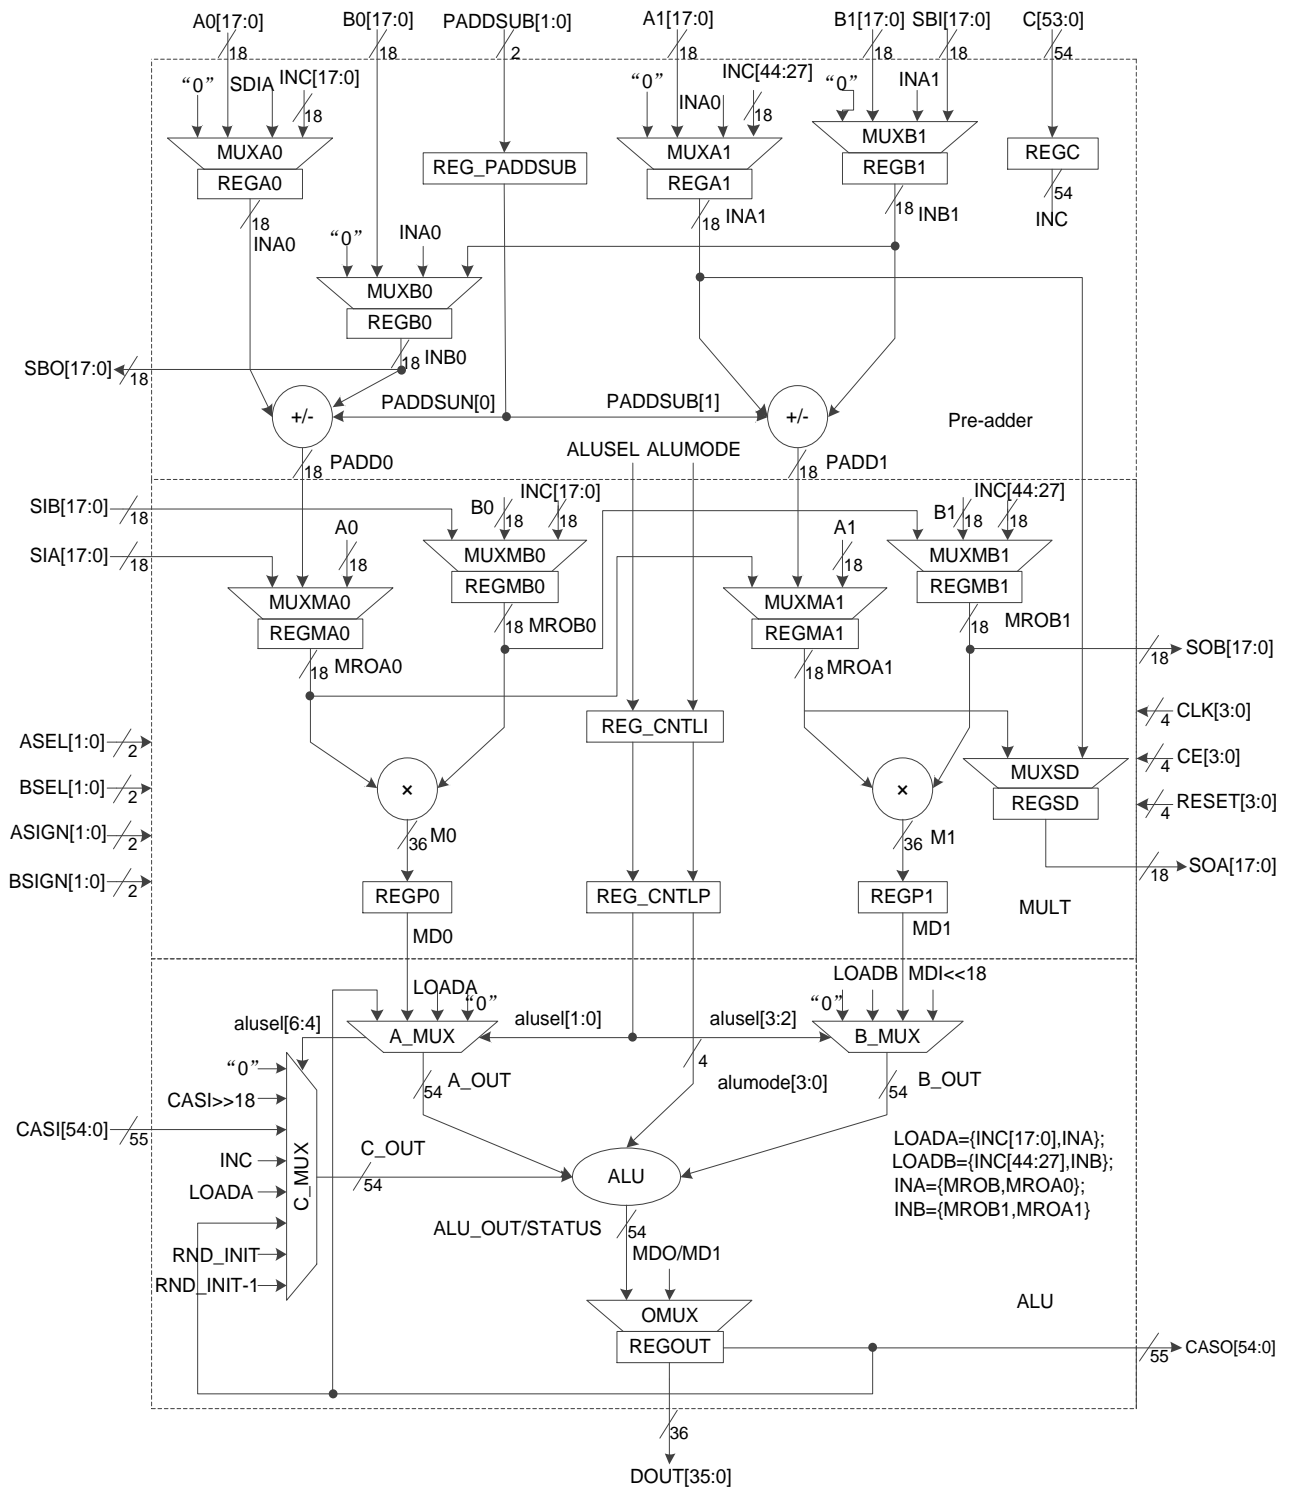 A0[17:0] B0[17:0] PADDSUB[1:0] A1[17:0] B1[17:0] SBI[17:0] C[53:0]
18 18 2 18 18 18 54
“0” SDIA INC[17:0] “0” INA0 INC[44:27] “0” INA1
18 18
MUXA0 MUXA1 MUXB1
REGA0 REG_PADDSUB REGA1 REGB1 REGC
18 18 18 54
INA0 INA1 INB1 INC
“0” INA0
MUXB0
REGB0
18 INB0
SBO[17:0] 18
PADDSUN[0] PADDSUB[1]
+/- +/- Pre-adder
18 PADD0 ALUSEL ALUMODE 18 PADD1
SIB[17:0] 18 B0 18 INC[17:0] 18 B1 18 INC[44:27] 18
SIA[17:0] 18 A0 18 A1 18
MUXMB0 MUXMB1
REGMB0 REGMB1
MUXMA0 MUXMA1
REGMA0 18 MROB0 REGMA1 18 MROB1
18 MROA0 18 MROA1 18 SOB[17:0]
REG_CNTLI 4 CLK[3:0]
ASEL[1:0] 2 4 CE[3:0]
MUXSD
BSEL[1:0] 2 × × REGSD 4 RESET[3:0]
ASIGN[1:0] 2 36 M0 36 M1
18 SOA[17:0]
BSIGN[1:0] 2 REGP0 REG_CNTLP REGP1
MULT
MD0 MD1
LOADA “0” LOADB MDI<<18 “0”
alusel[6:4] A_MUX alusel[1:0] alusel[3:2] B_MUX
“0” 54 A_OUT 4 alumode[3:0] 54 B_OUT
CASI>>18
CASI[54:0] 55
C_MUX
INC C_OUT 54
LOADA
ALU
LOADA={INC[17:0],INA};
LOADB={INC[44:27],INB};
INA={MROB,MROA0};
INB={MROB1,MROA1}
ALU_OUT/STATUS 54
RND_INIT MDO/MD1
RND_INIT-1
OMUX ALU
REGOUT
55 CASO[54:0]
36
DOUT[35:0]